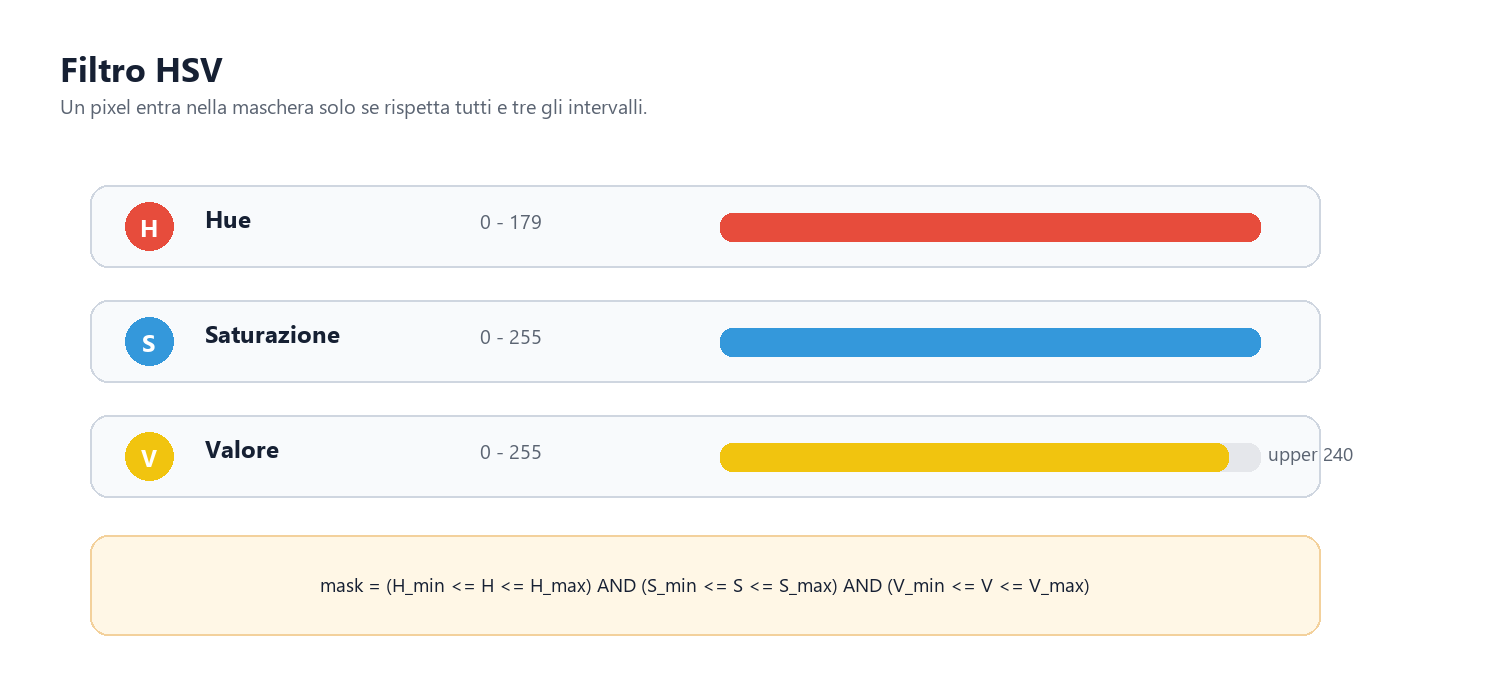 Filtro HSV
Un pixel entra nella maschera solo se rispetta tutti e tre gli intervalli.
H Hue 0 - 179
S Saturazione 0 - 255
V Valore 0 - 255 upper 240
mask = (H_min <= H <= H_max) AND (S_min <= S <= S_max) AND (V_min <= V <= V_max)